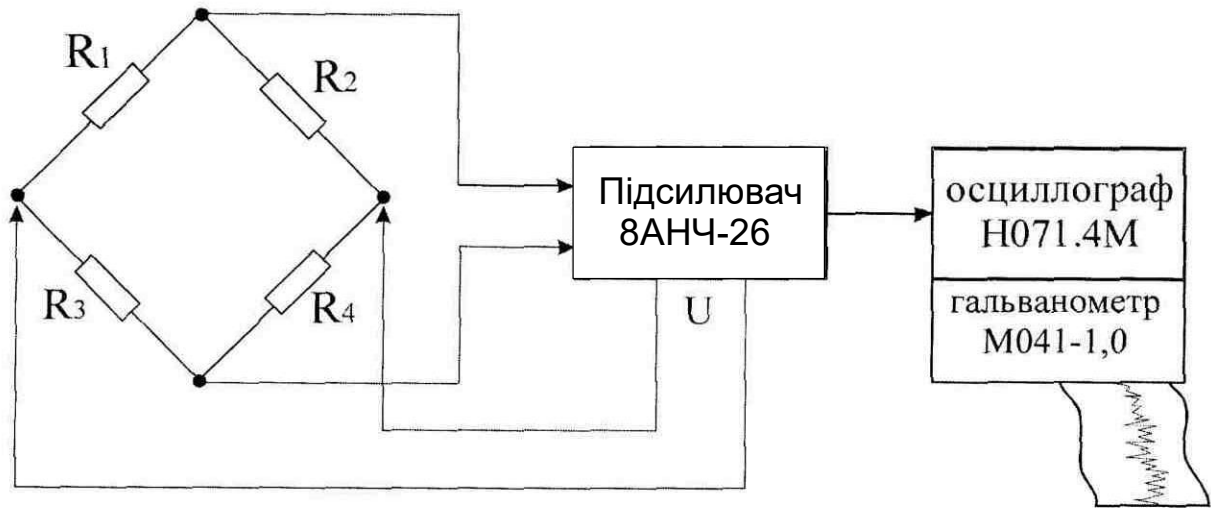 R1
R2
R3
R4
Підсилювач
8АНЧ-26
U
осциллограф
Н071.4М
гальванометр
М041-1,0